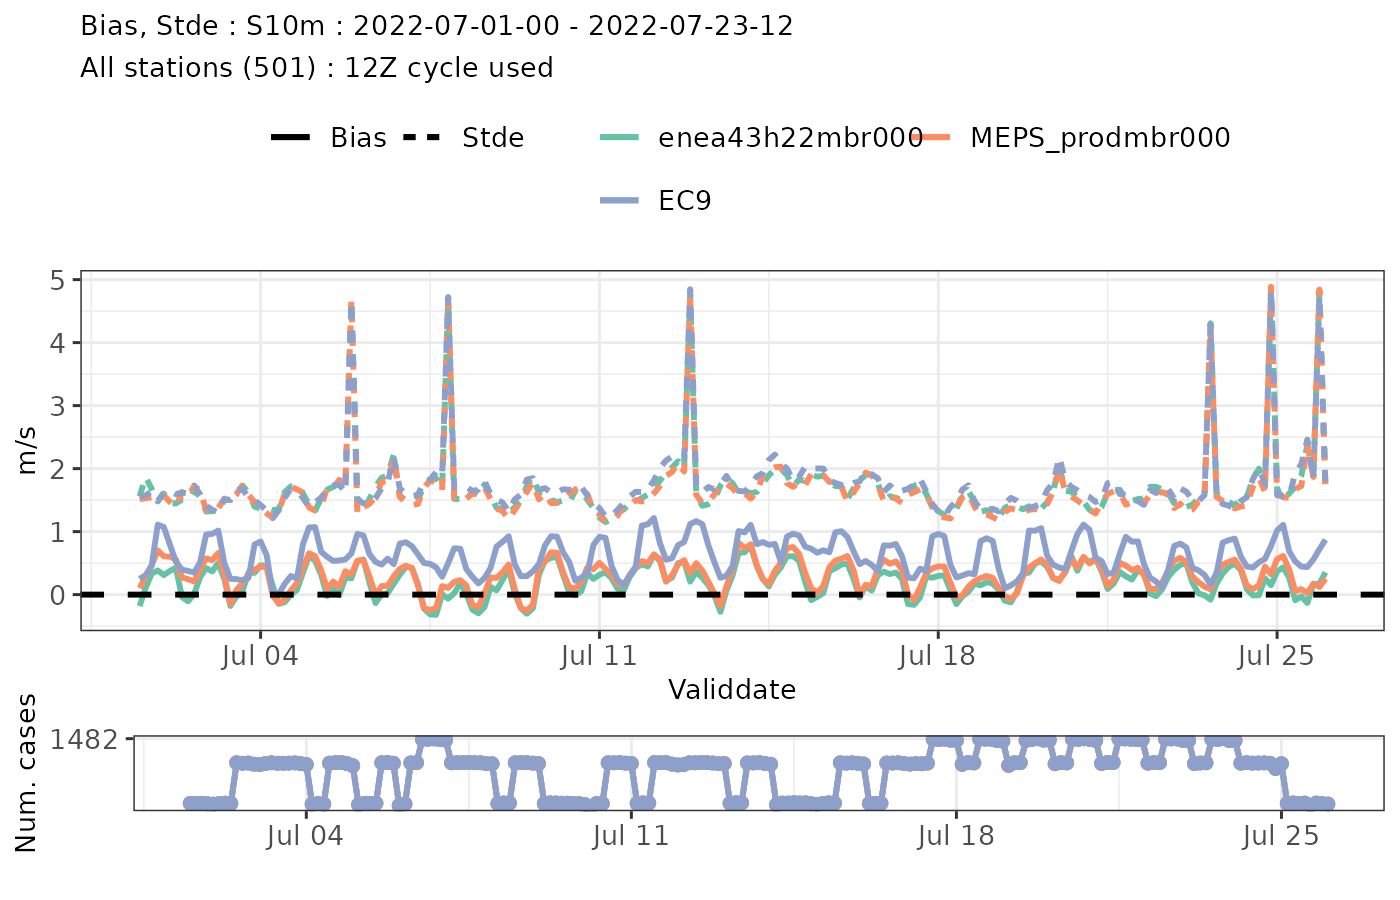 Bias, Stde : S10m : 2022-07-01-00 - 2022-07-23-12
All stations (501) : 12Z cycle used
Bias Stde enea43h22mbr000 MEPS_prodmbr000
EC9
5
4
3
2
1
0
m/s
Jul 04 Jul 11 Jul 18 Jul 25
Validdate
1482
Num. cases
Jul 04 Jul 11 Jul 18 Jul 25